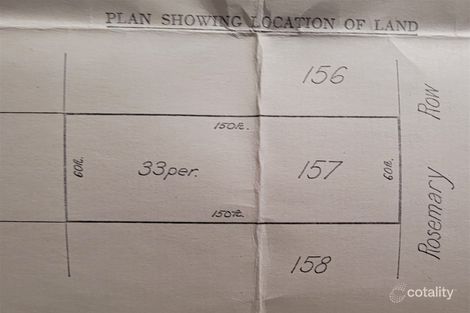 PLAN SHOWING LOCATION OF LAND
156
150ft.
60ft.
33per.
157
60ft.
150ft.
158
Rosemary Row
cotality